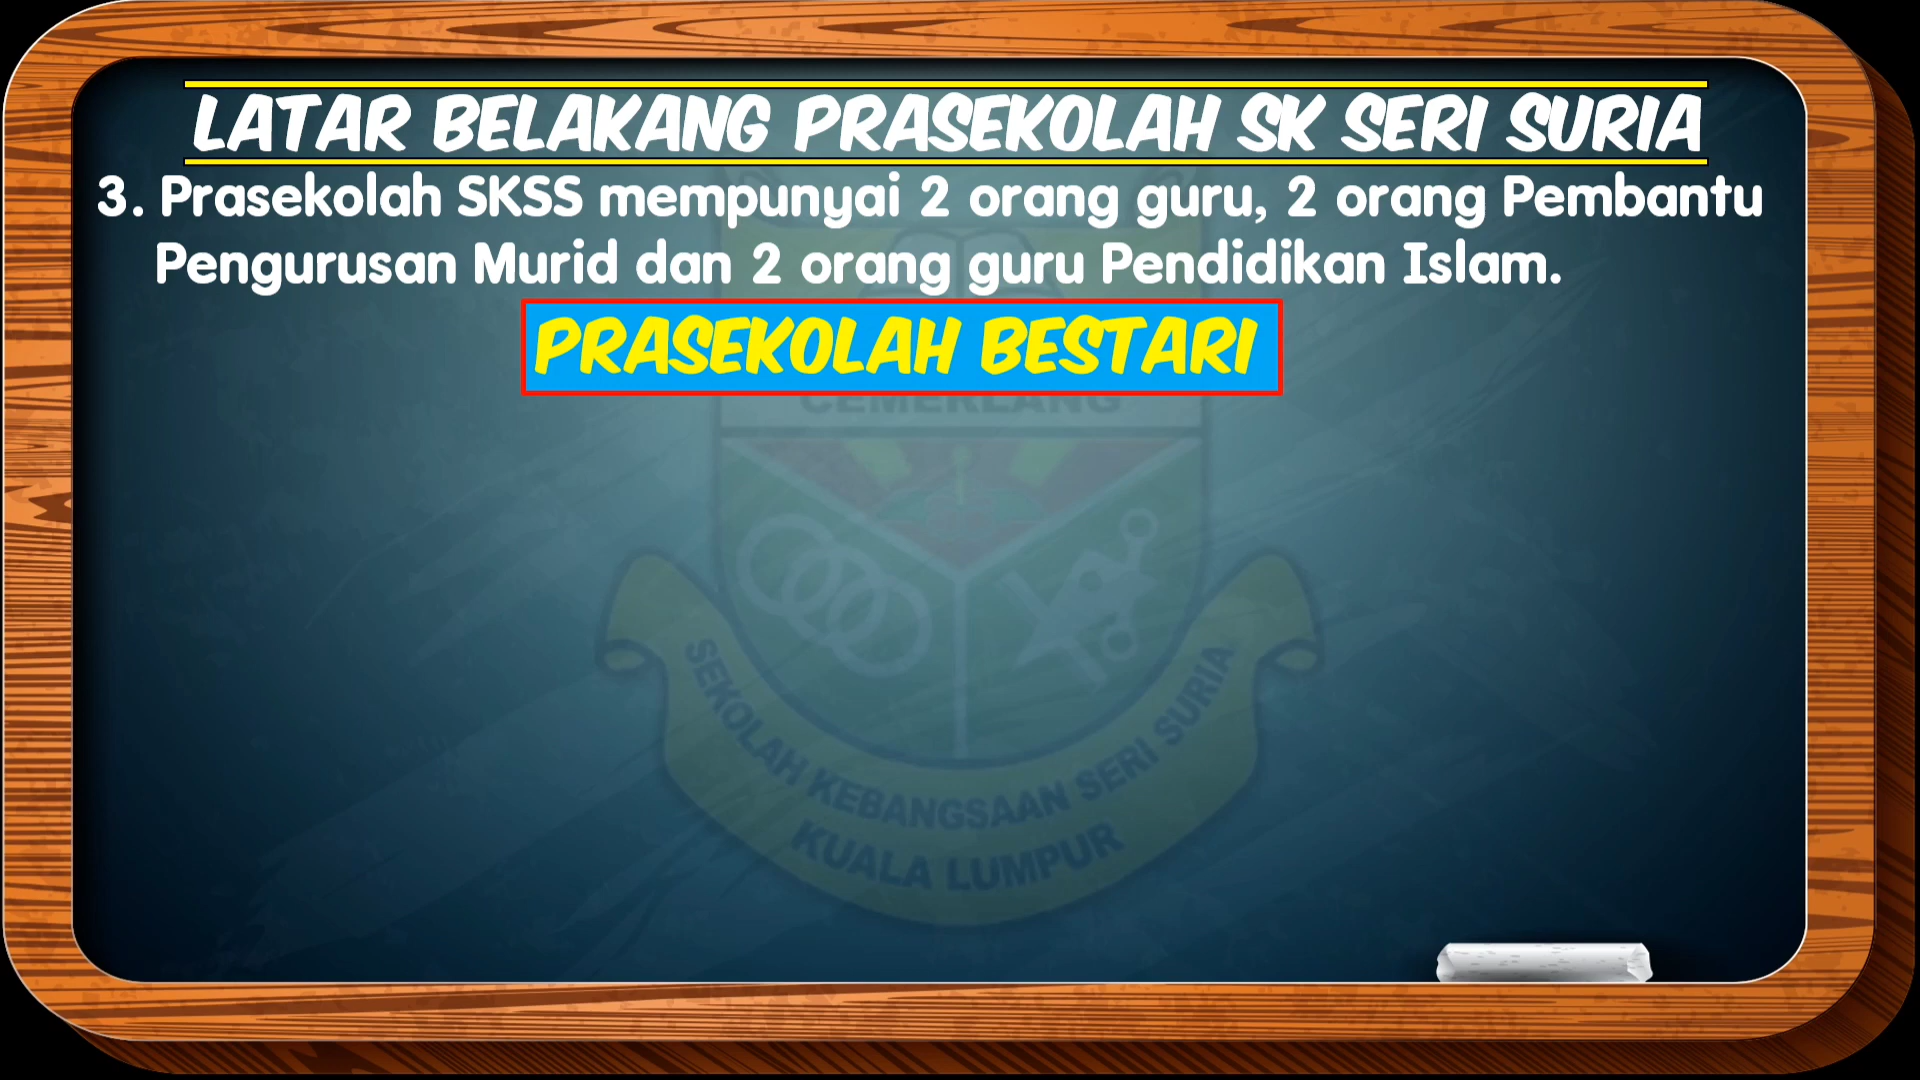 LATAR BELAKANG PRASEKOLAH SK SERI SURIA
3. Prasekolah SKSS mempunyai 2 orang guru, 2 orang Pembantu
Pengurusan Murid dan 2 orang guru Pendidikan Islam.
PRASEKOLAH BESTARI
CEMERLANG
SEKOLAH KEBANGSAAN SERI SURIA
KUALA LUMPUR